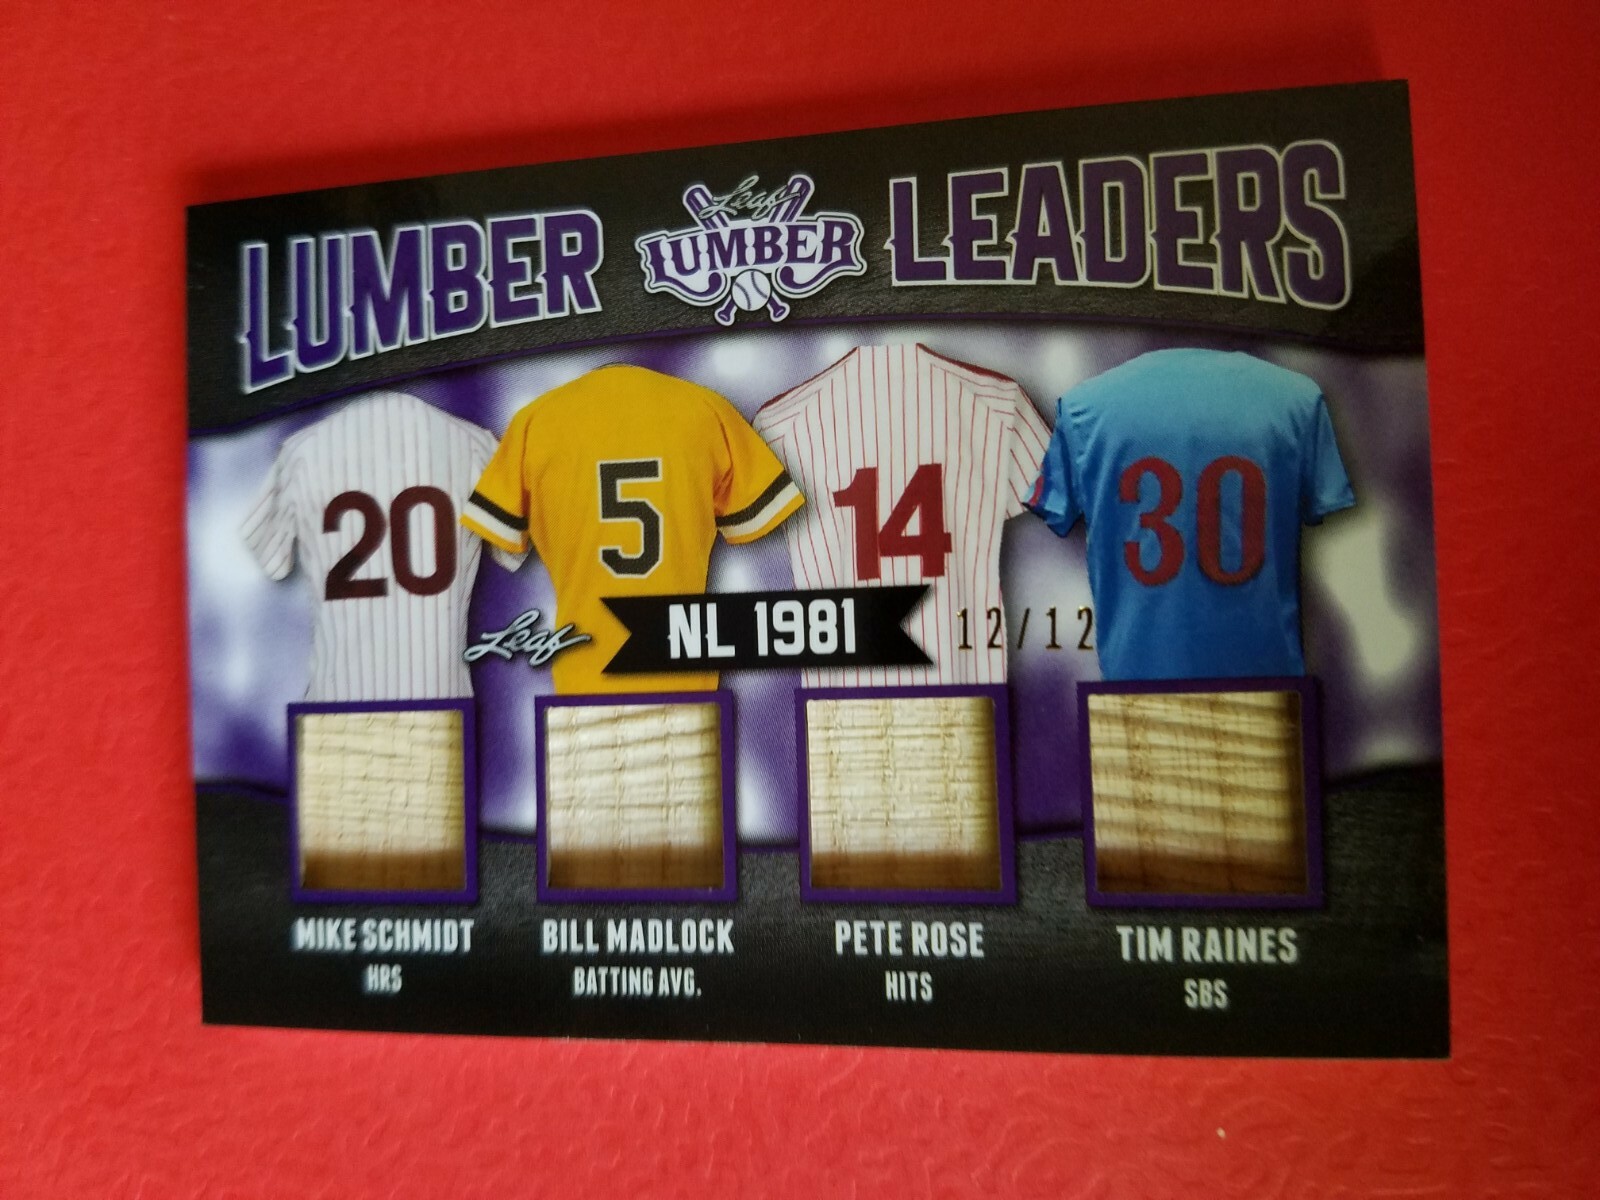 LUMBER
Leaf
LUMBER
LEADERS
20
5
14
30
Leaf
NL 1981
12/12
MIKE SCHMIDT
HRS
BILL MADLOCK
BATTING AVG.
PETE ROSE
HITS
TIM RAINES
SBS